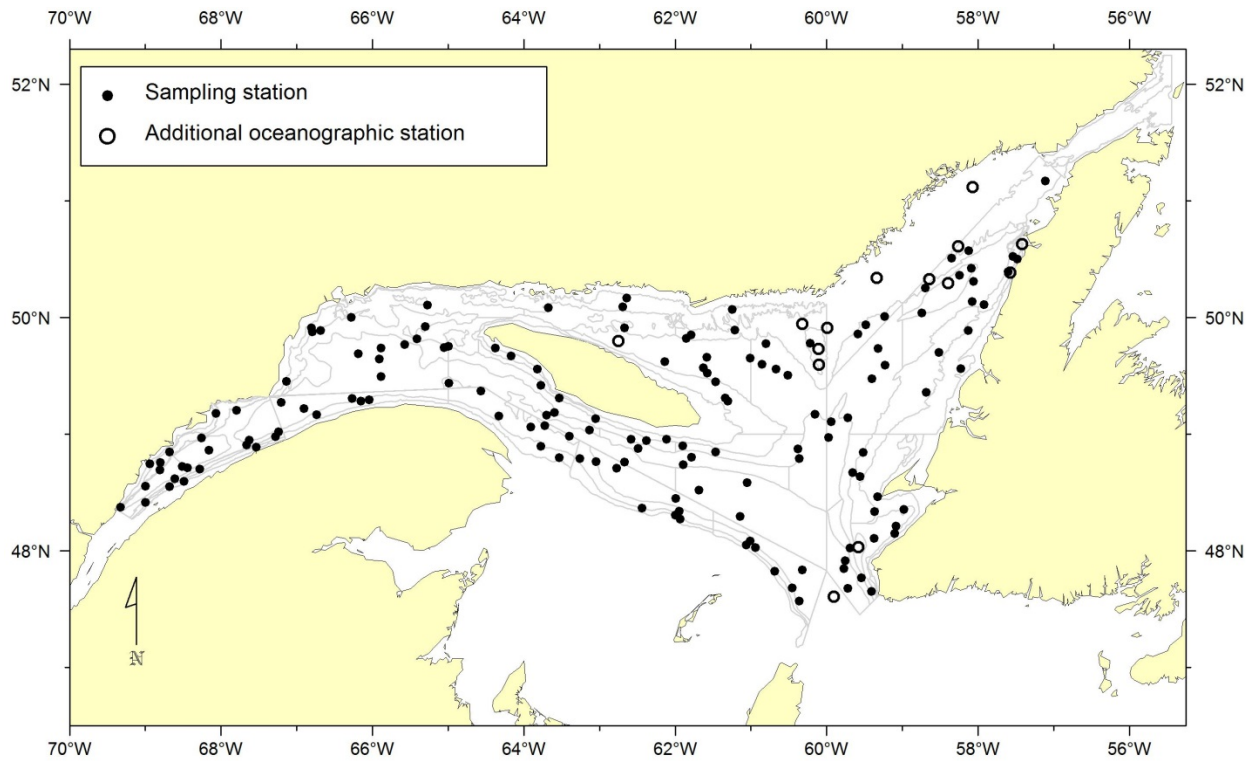 70°W 68°W 66°W 64°W 62°W 60°W 58°W 56°W
52°N 52°N
Sampling station
Additional oceanographic station
50°N 50°N
48°N 48°N
N
70°W 68°W 66°W 64°W 62°W 60°W 58°W 56°W